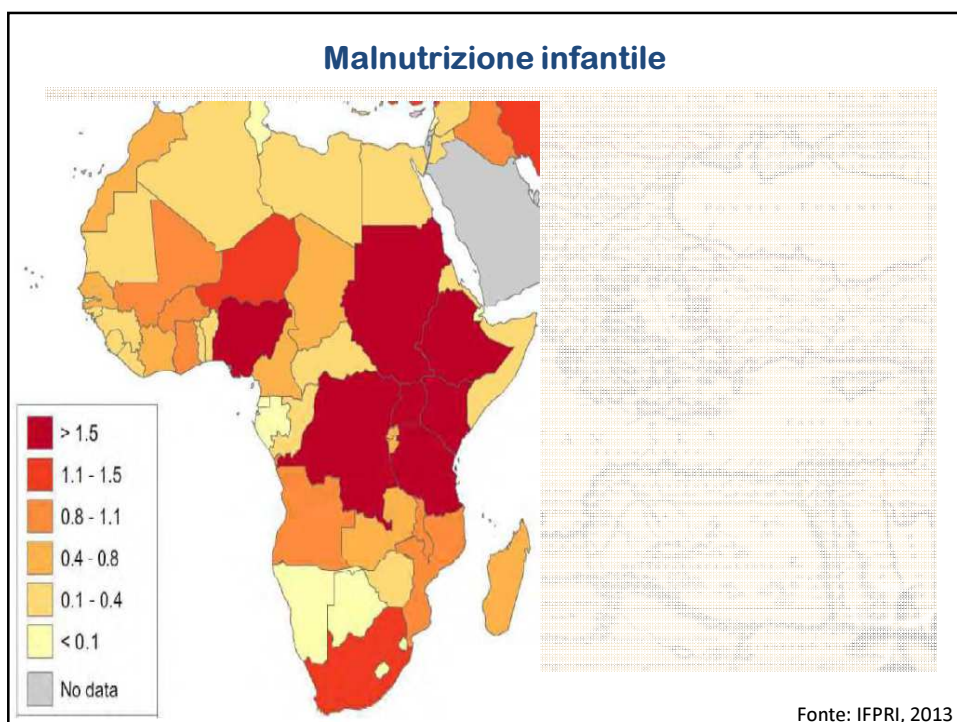 Malnutrizione infantile
> 1.5
1.1 - 1.5
0.8 - 1.1
0.4 - 0.8
0.1 - 0.4
< 0.1
No data
Fonte: IFPRI, 2013